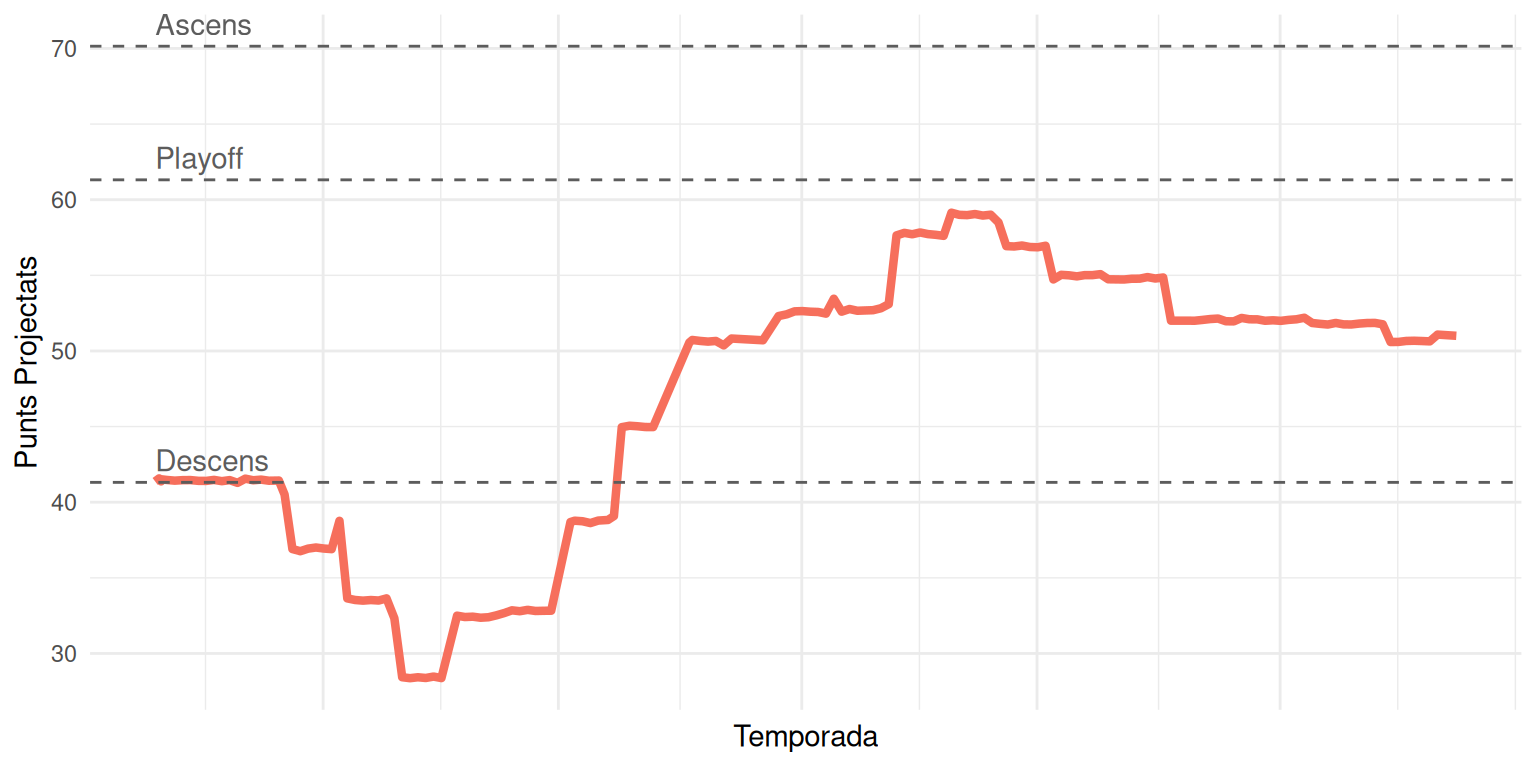 Ascens
70
Playoff
60
50
Descens
40
30
Punts Projectats
Temporada